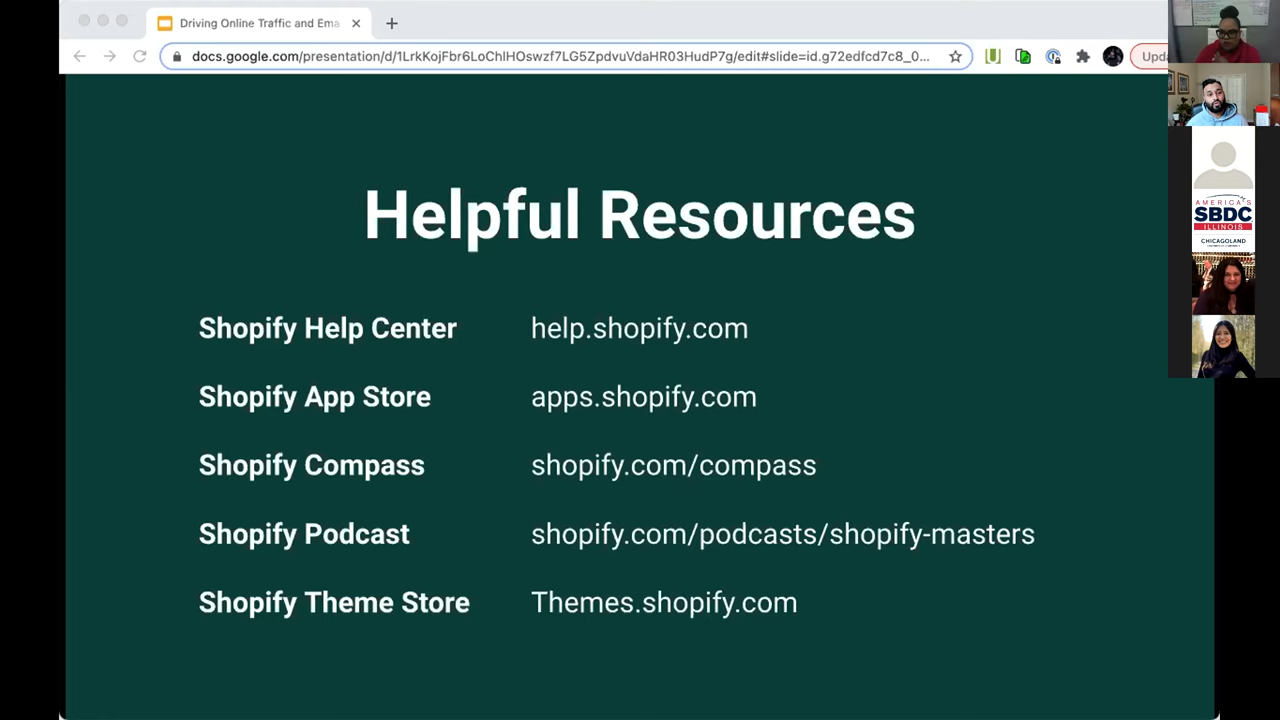 Driving Online Traffic and Ema
docs.google.com/presentation/d/1LrkKojFbr6LoChlHOswzf7LG5ZpdvuVdaHR03HudP7g/edit#slide=id.g72edfcd7c8_0...
Upda
Helpful Resources
Shopify Help Center help.shopify.com
Shopify App Store apps.shopify.com
Shopify Compass shopify.com/compass
Shopify Podcast shopify.com/podcasts/shopify-masters
Shopify Theme Store Themes.shopify.com
AMERICA'S
SBDC
ILLINOIS
CHICAGOLAND